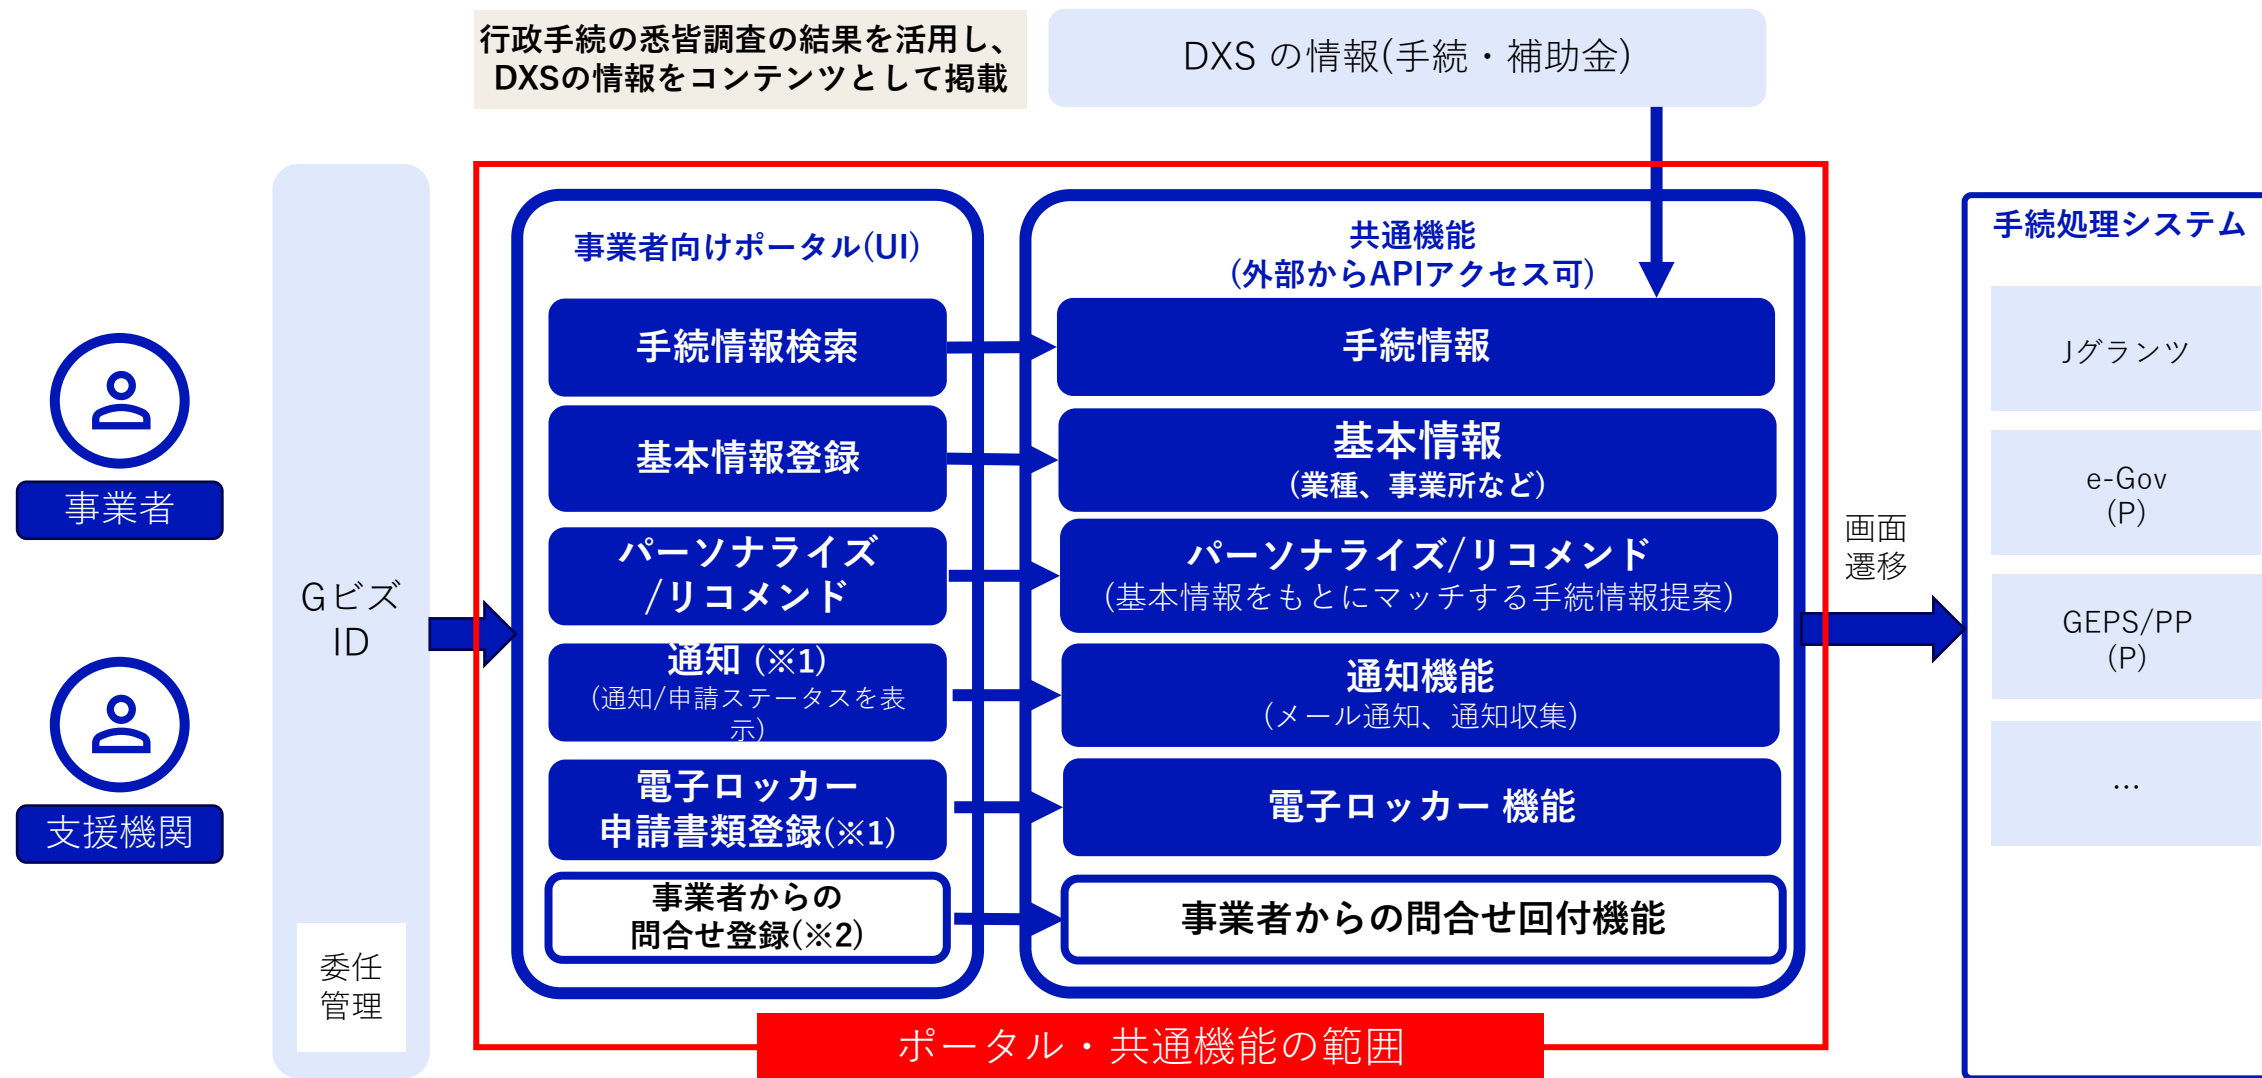 行政手続の悉皆調査の結果を活用し、
DXSの情報をコンテンツとして掲載
DXS の情報(手続・補助金)
事業者
支援機関
Gビズ
ID
委任
管理
事業者向けポータル(UI)
手続情報検索
基本情報登録
パーソナライズ
/リコメンド
通知 (※1)
(通知/申請ステータスを表
示)
電子ロッカー
申請書類登録(※1)
事業者からの
問合せ登録(※2)
共通機能
(外部からAPIアクセス可)
手続情報
基本情報
(業種、事業所など)
パーソナライズ/リコメンド
(基本情報をもとにマッチする手続情報提案)
通知機能
(メール通知、通知収集)
電子ロッカー 機能
事業者からの問合せ回付機能
ポータル・共通機能の範囲
画面
遷移
手続処理システム
Jグランツ
e-Gov
(P)
GEPS/PP
(P)
…